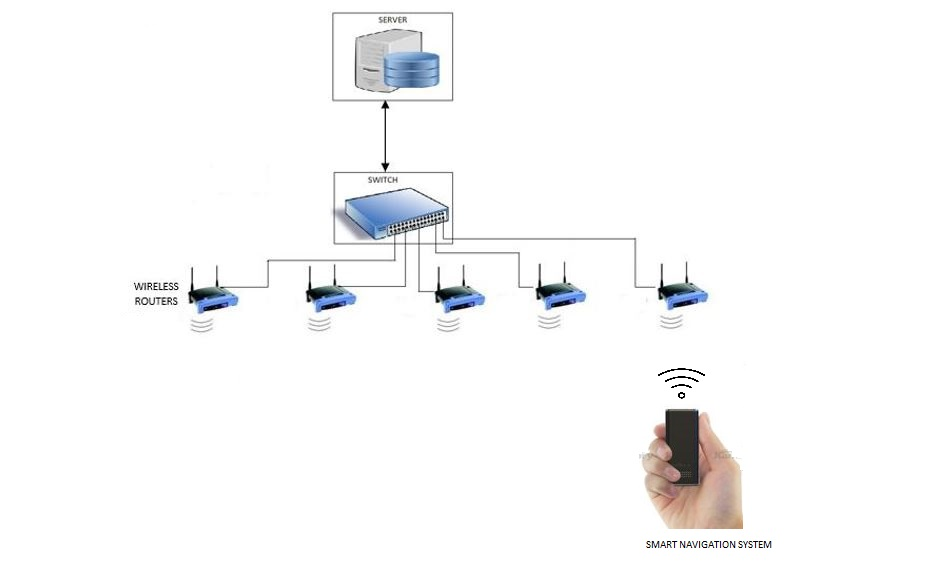 SERVER
SWITCH
WIRELESS
ROUTERS
SMART NAVIGATION SYSTEM